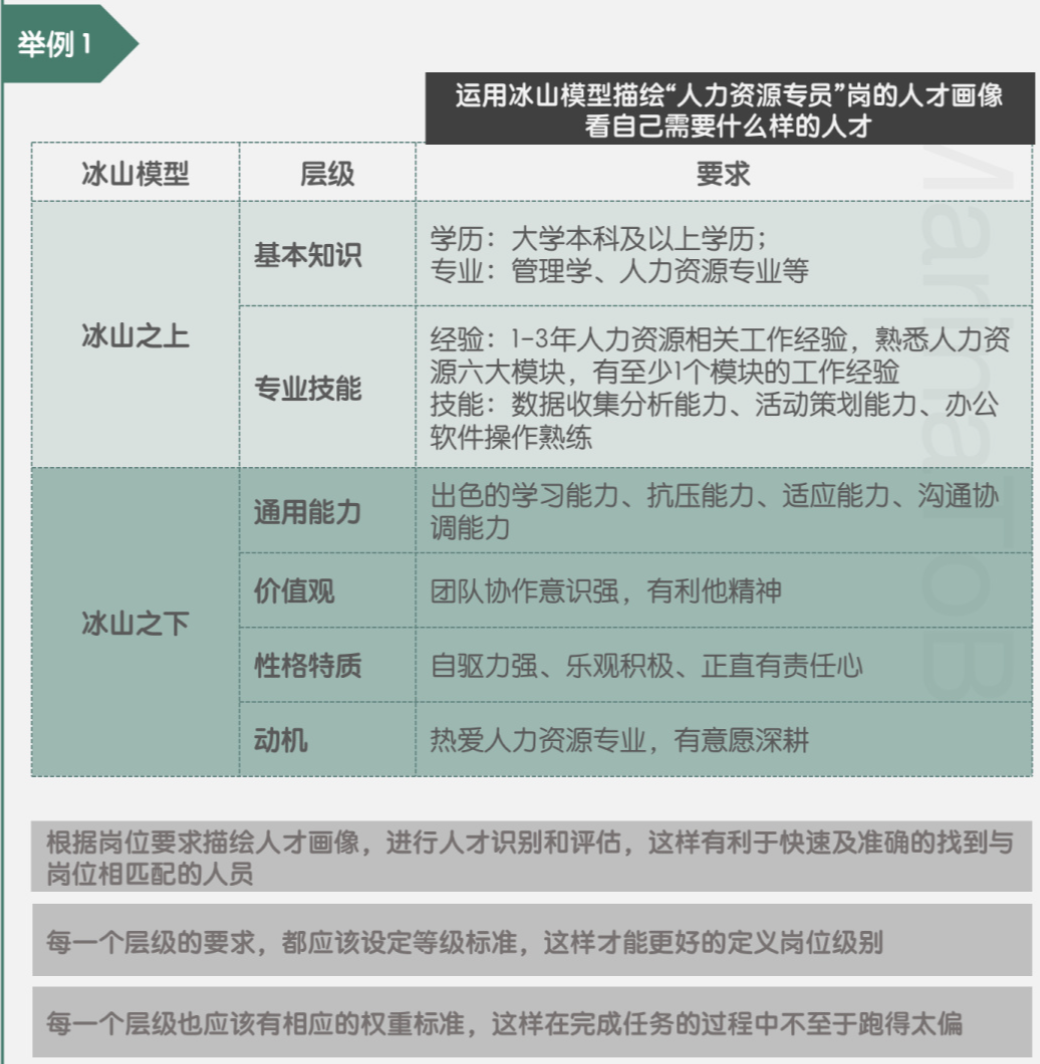 举例1
运用冰山模型描绘“人力资源专员”岗的人才画像
看自己需要什么样的人才
冰山模型
层级
要求
冰山之上
基本知识
学历：大学本科及以上学历；
专业：管理学、人力资源专业等
专业技能
经验：1-3年人力资源相关工作经验，熟悉人力资
源六大模块，有至少1个模块的工作经验
技能：数据收集分析能力、活动策划能力、办公
软件操作熟练
冰山之下
通用能力
出色的学习能力、抗压能力、适应能力、沟通协
调能力
价值观
团队协作意识强，有利他精神
性格特质
自驱力强、乐观积极、正直有责任心
动机
热爱人力资源专业，有意愿深耕
根据岗位要求描绘人才画像，进行人才识别和评估，这样有利于快速及准确的找到与
岗位相匹配的人员
每一个层级的要求，都应该设定等级标准，这样才能更好的定义岗位级别
每一个层级也应该有相应的权重标准，这样在完成任务的过程中不至于跑得太偏